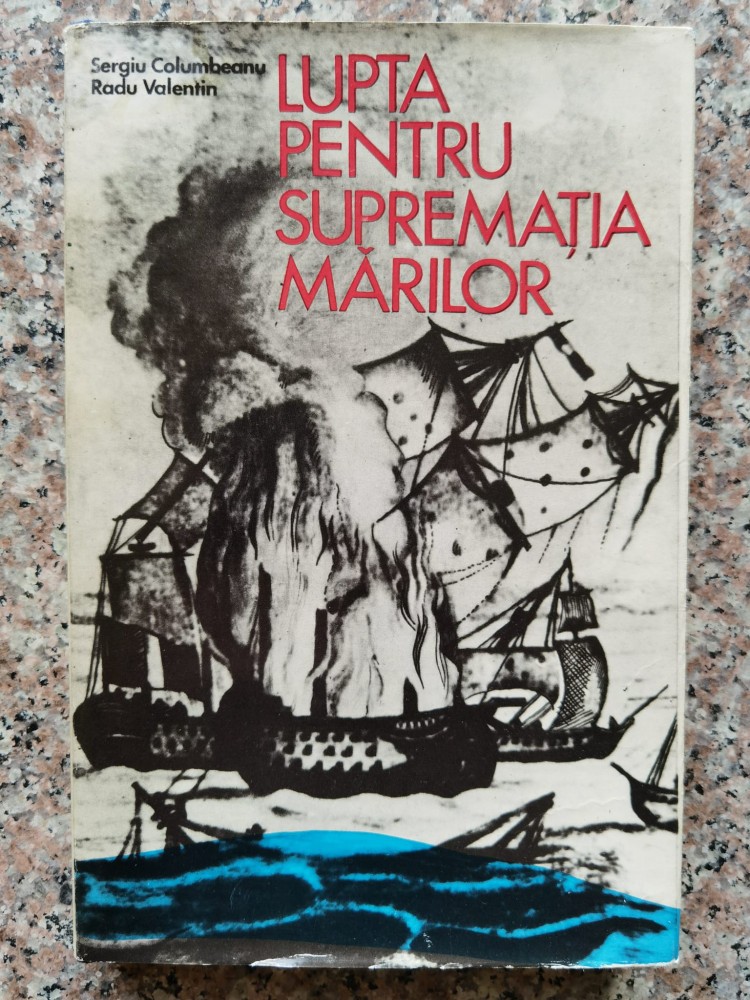 Sergiu Columbeanu
Radu Valentin
LUPTA
PENTRU
SUPREMAȚIA
MĂRILOR